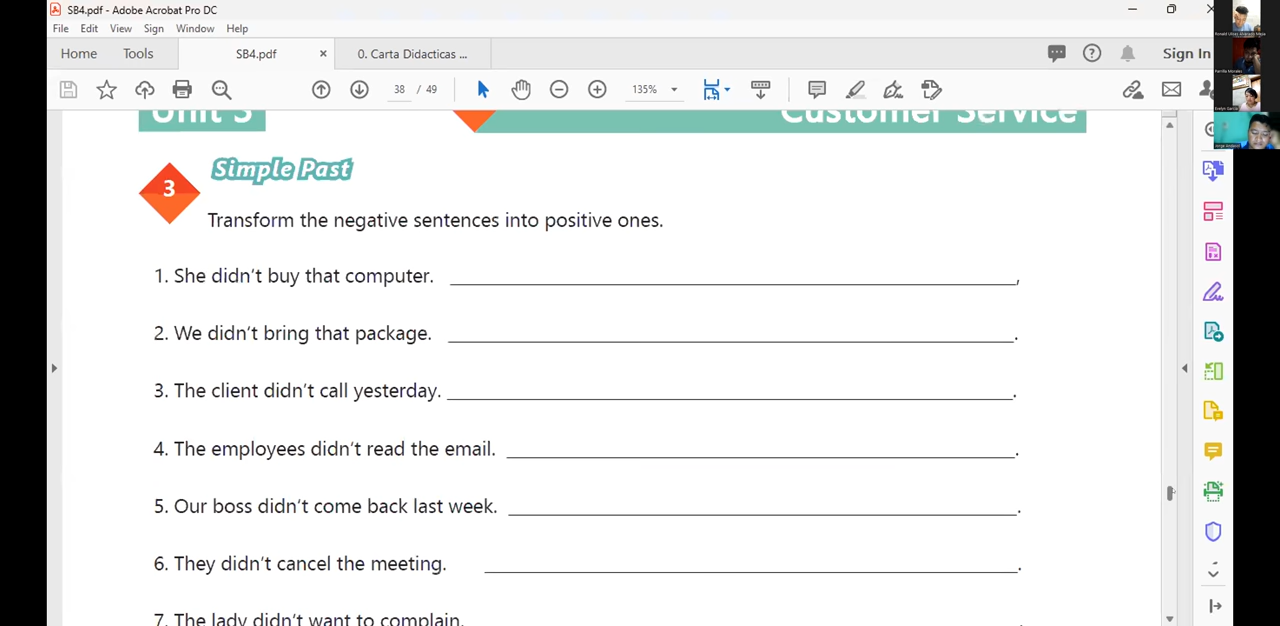 SB4.pdf - Adobe Acrobat Pro DC
File Edit View Sign Window Help
Home Tools SB4.pdf × 0. Carta Didacticas ... Sign In
38 / 49 135%
Unit 5 Customer Service
3 Simple Past
Transform the negative sentences into positive ones.
1. She didn't buy that computer. ,
2. We didn't bring that package. .
3. The client didn't call yesterday. .
4. The employees didn't read the email. .
5. Our boss didn't come back last week. .
6. They didn't cancel the meeting. .
7. The lady didn't want to complain. .